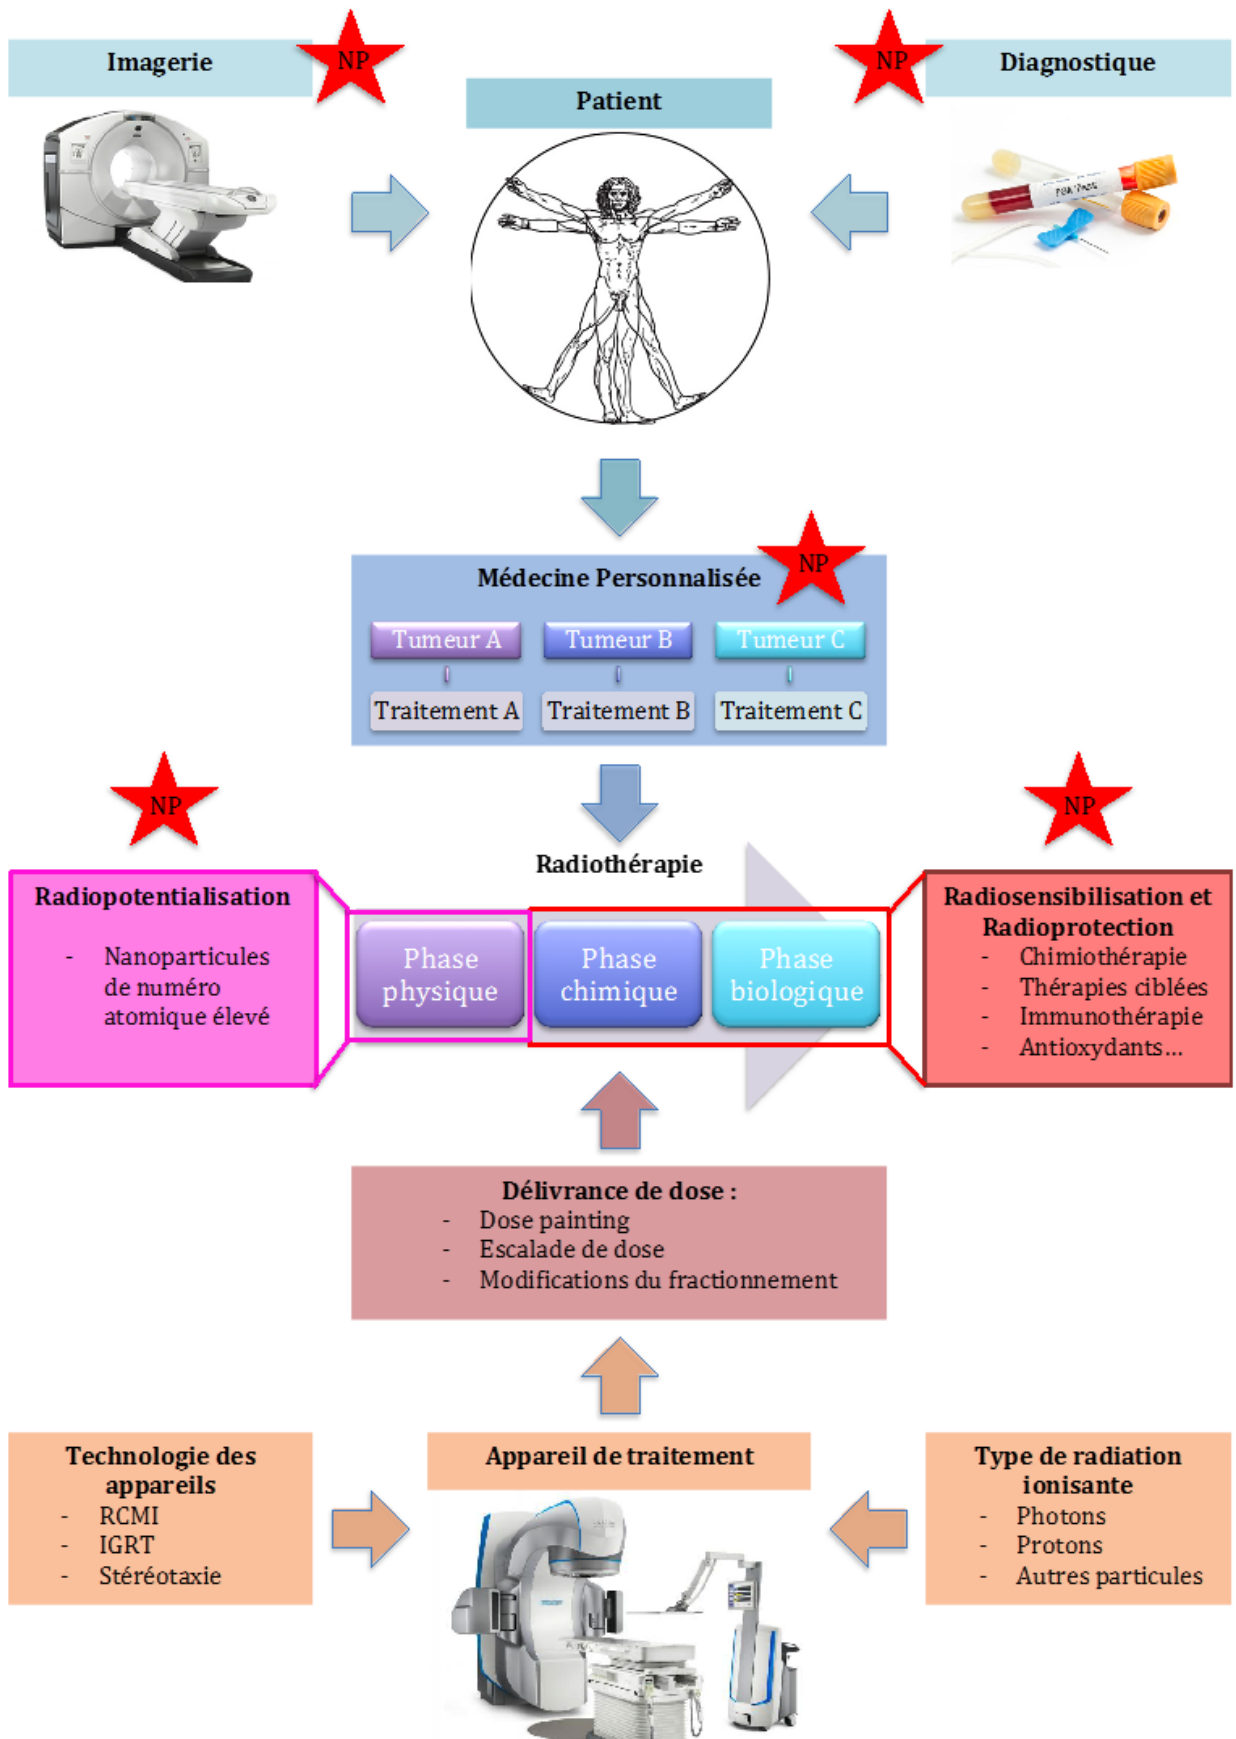 Imagerie
NP
NP
Diagnostique
Patient
PSA Test
Médecine Personnalisée
NP
Tumeur A
Tumeur B
Tumeur C
Traitement A
Traitement B
Traitement C
NP
NP
Radiothérapie
Radiopotentialisation
- Nanoparticules
de numéro
atomique élevé
Phase
physique
Phase
chimique
Phase
biologique
Radiosensibilisation et
Radioprotection
- Chimiothérapie
- Thérapies ciblées
- Immunothérapie
- Antioxydants...
Délivrance de dose :
- Dose painting
- Escalade de dose
- Modifications du fractionnement
Technologie des
appareils
- RCMI
- IGRT
- Stéréotaxie
Appareil de traitement
Type de radiation
ionisante
- Photons
- Protons
- Autres particules